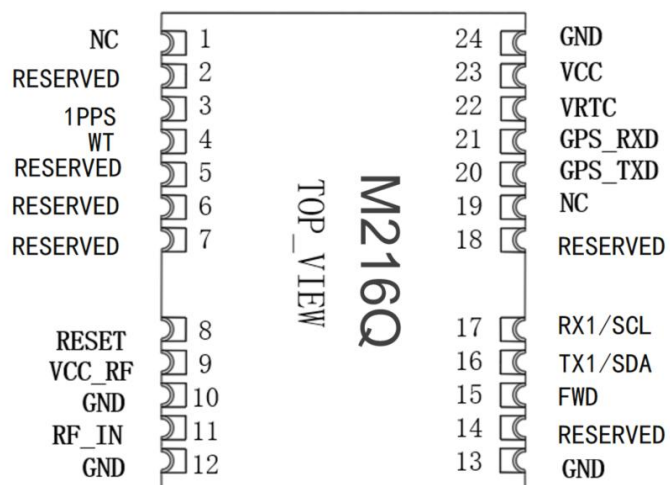 NC 1 24 GND
RESERVED 2 23 VCC
1PPS 3 22 VRTC
WT 4 21 GPS_RXD
RESERVED 5 20 GPS_TXD
RESERVED 6 19 NC
RESERVED 7 18 RESERVED
M216Q
TOP_VIEW
RESET 8 17 RX1/SCL
VCC_RF 9 16 TX1/SDA
GND 10 15 FWD
RF_IN 11 14 RESERVED
GND 12 13 GND